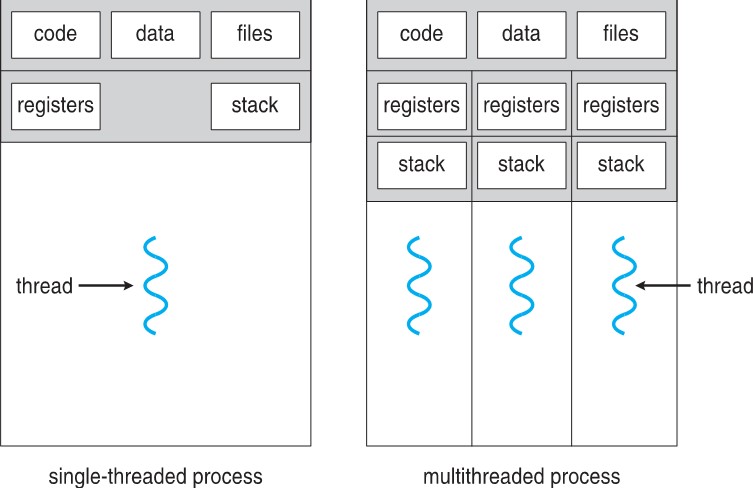 code data files
registers stack
thread
single-threaded process
code data files
registers registers registers
stack stack stack
thread
multithreaded process